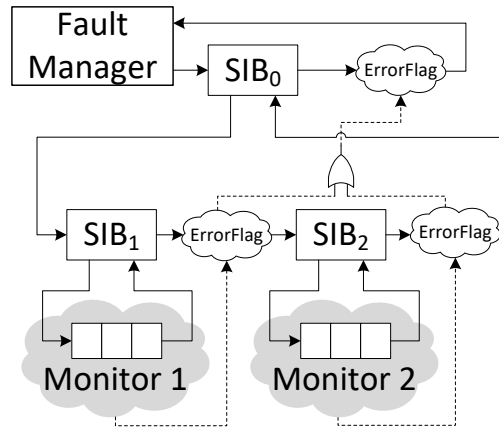 Fault
Manager
SIB₀
ErrorFlag
SIB₁
ErrorFlag
SIB₂
ErrorFlag
Monitor 1
Monitor 2